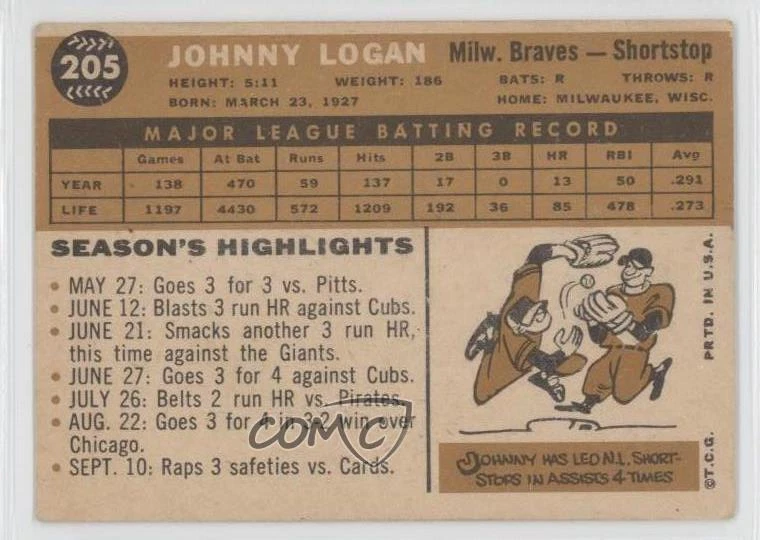 205
JOHNNY LOGAN Milw. Braves — Shortstop
HEIGHT: 5:11 WEIGHT: 186 BATS: R THROWS: R
BORN: MARCH 23, 1927 HOME: MILWAUKEE, WISC.
MAJOR LEAGUE BATTING RECORD
Games At Bat Runs Hits 2B 3B HR RBI Avg
YEAR 138 470 59 137 17 0 13 50 .291
LIFE 1197 4430 572 1209 192 36 85 478 .273
SEASON'S HIGHLIGHTS
• MAY 27: Goes 3 for 3 vs. Pitts.
• JUNE 12: Blasts 3 run HR against Cubs.
• JUNE 21: Smacks another 3 run HR,
this time against the Giants.
• JUNE 27: Goes 3 for 4 against Cubs.
• JULY 26: Belts 2 run HR vs. Pirates.
• AUG. 22: Goes 3 for 4 in 3-2 win over
Chicago.
• SEPT. 10: Raps 3 safeties vs. Cards.
COMC
JOHNNY HAS LED N.L. SHORT-
STOPS IN ASSISTS 4 TIMES
©T.C.G. PRTD. IN U.S.A.